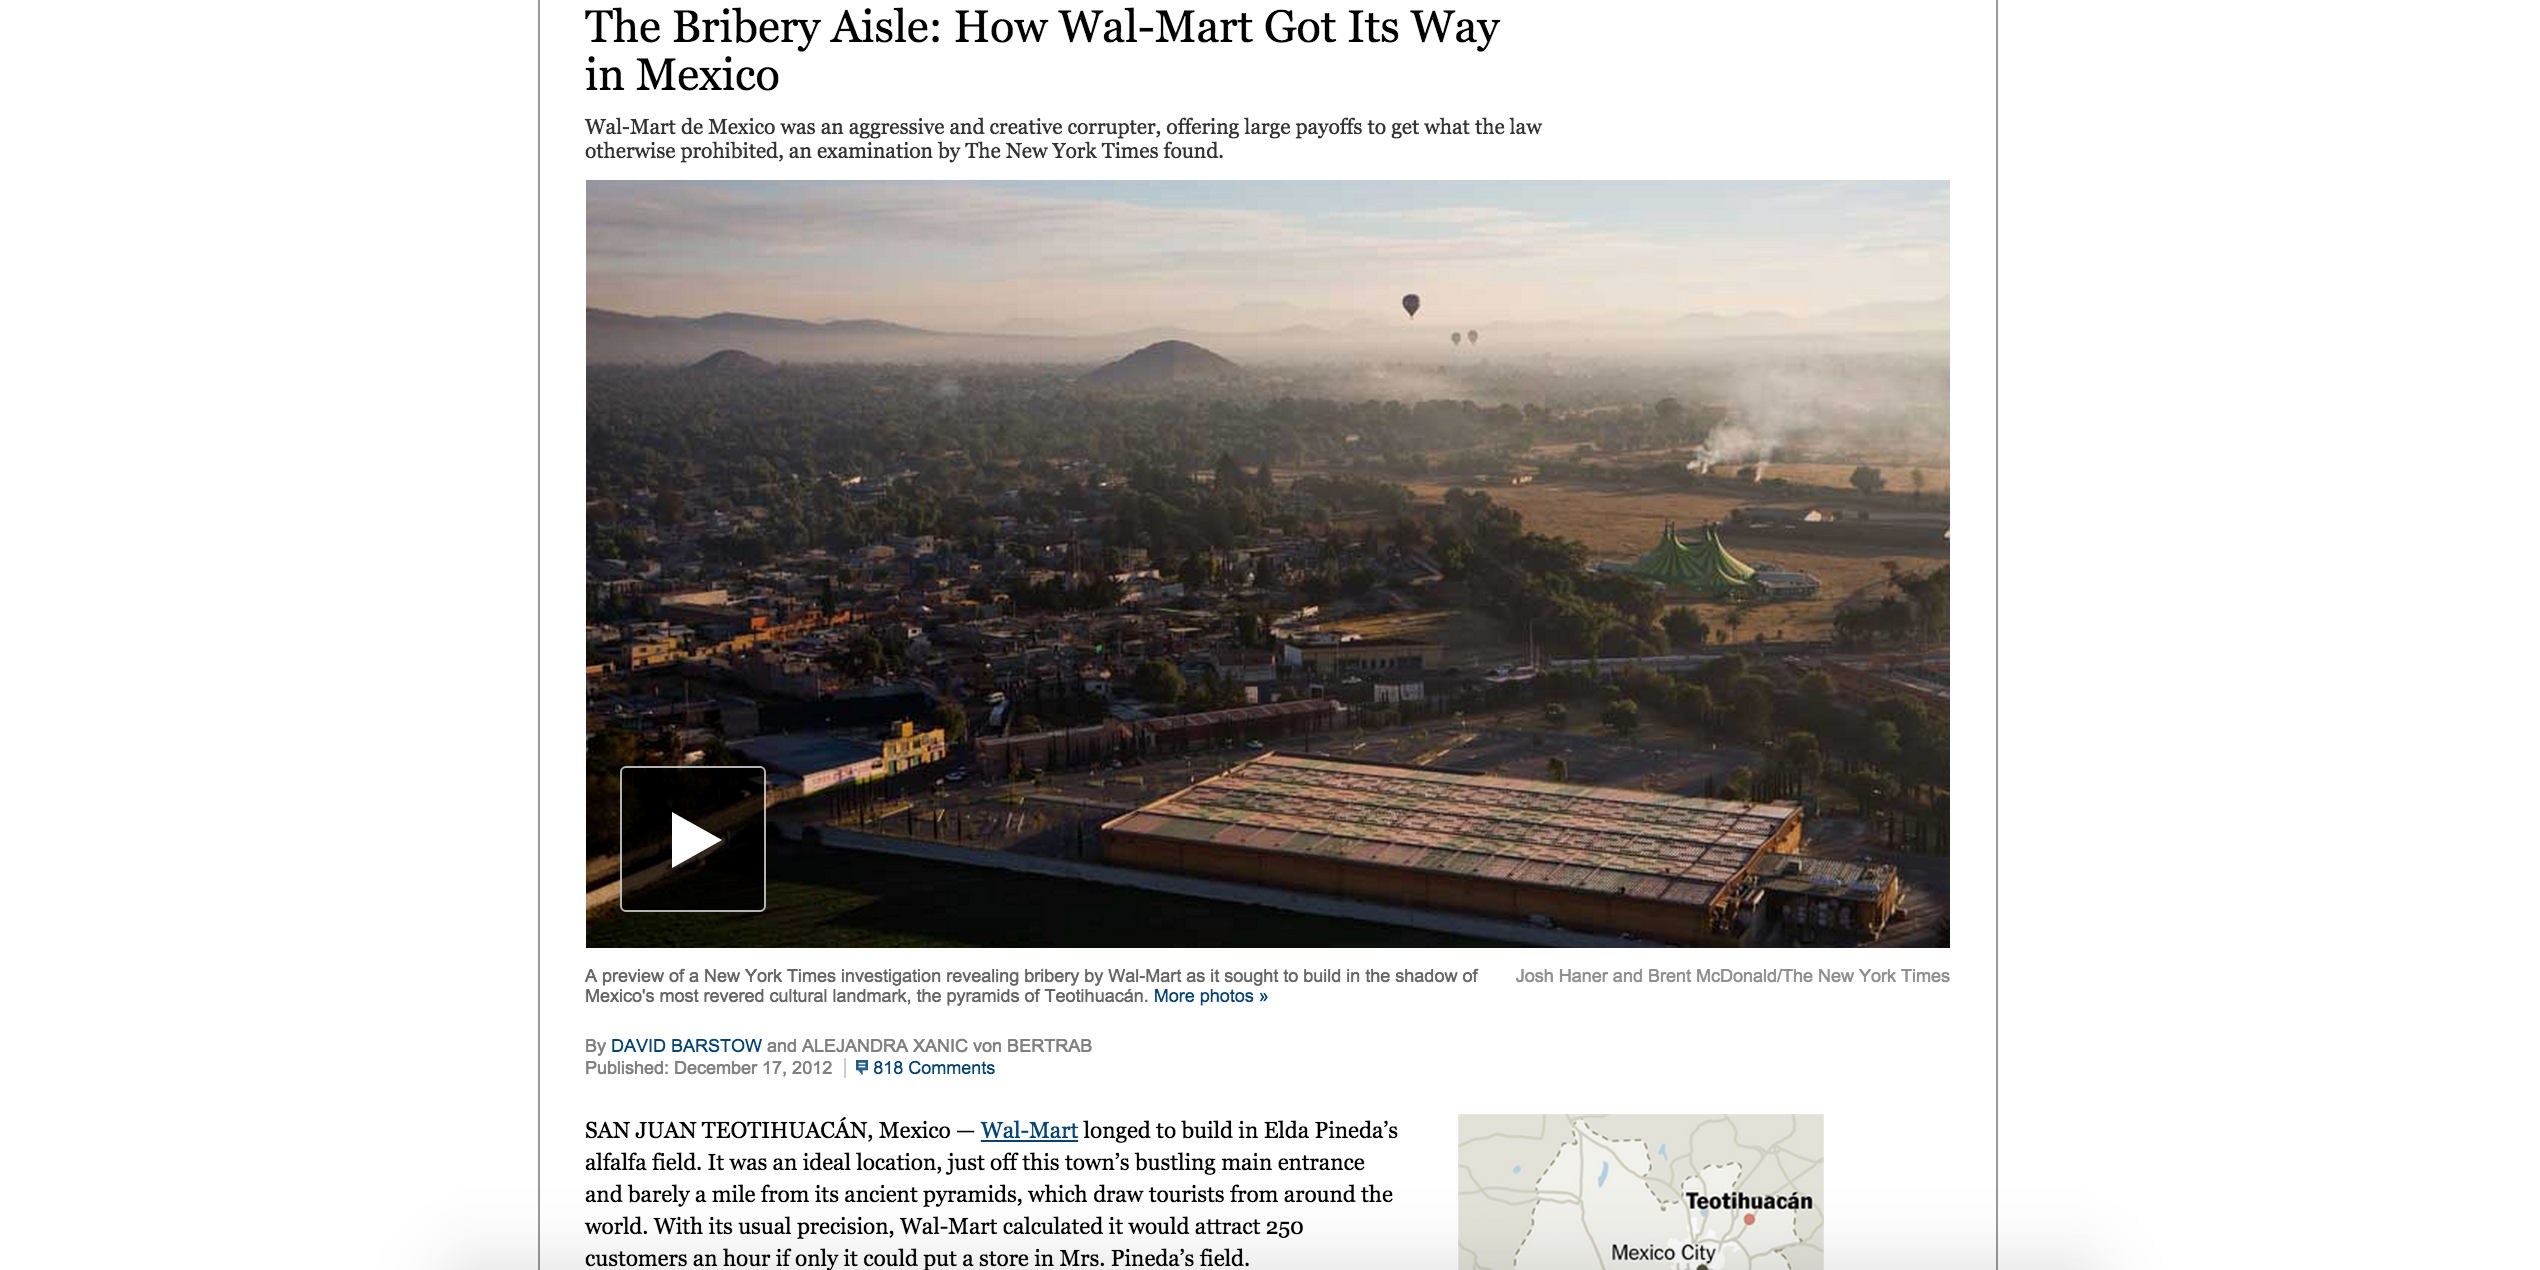 The Bribery Aisle: How Wal-Mart Got Its Way
in Mexico
Wal-Mart de Mexico was an aggressive and creative corrupter, offering large payoffs to get what the law
otherwise prohibited, an examination by The New York Times found.
A preview of a New York Times investigation revealing bribery by Wal-Mart as it sought to build in the shadow of
Mexico's most revered cultural landmark, the pyramids of Teotihuacán. More photos »
Josh Haner and Brent McDonald/The New York Times
By DAVID BARSTOW and ALEJANDRA XANIC von BERTRAB
Published: December 17, 2012 | 818 Comments
SAN JUAN TEOTIHUACÁN, Mexico — Wal-Mart longed to build in Elda Pineda’s
alfalfa field. It was an ideal location, just off this town’s bustling main entrance
and barely a mile from its ancient pyramids, which draw tourists from around the
world. With its usual precision, Wal-Mart calculated it would attract 250
customers an hour if only it could put a store in Mrs. Pineda’s field.
Teotihuacán
Mexico City